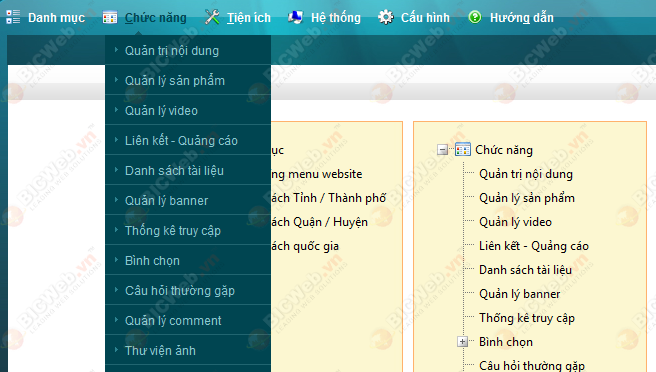 Danh mục Chức năng Tiện ích Hệ thống Cấu hình Hướng dẫn
Quản trị nội dung
Quản lý sản phẩm
Quản lý video
Liên kết - Quảng cáo
Danh sách tài liệu
Quản lý banner
Thống kê truy cập
Bình chọn
Câu hỏi thường gặp
Quản lý comment
Thư viện ảnh
ục
ng menu website
ách Tỉnh / Thành phố
ách Quận / Huyện
ách quốc gia
Chức năng
Quản trị nội dung
Quản lý sản phẩm
Quản lý video
Liên kết - Quảng cáo
Danh sách tài liệu
Quản lý banner
Thống kê truy cập
Bình chọn
Câu hỏi thường gặp
BICWeb.vn